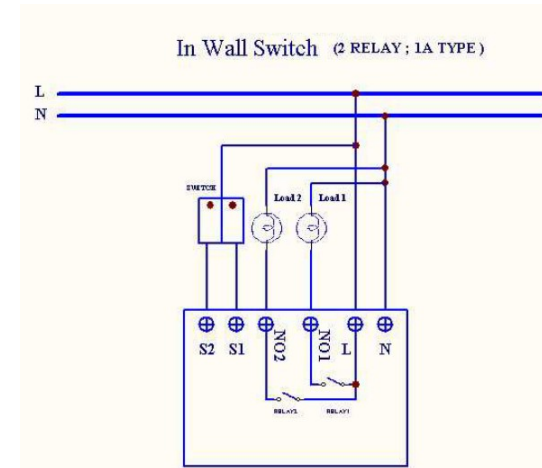 In Wall Switch (2 RELAY ; 1A TYPE )
L
N
SWITCH
Load 2
Load 1
S2
S1
NO2
NO1
L
N
RELAY2
RELAY1